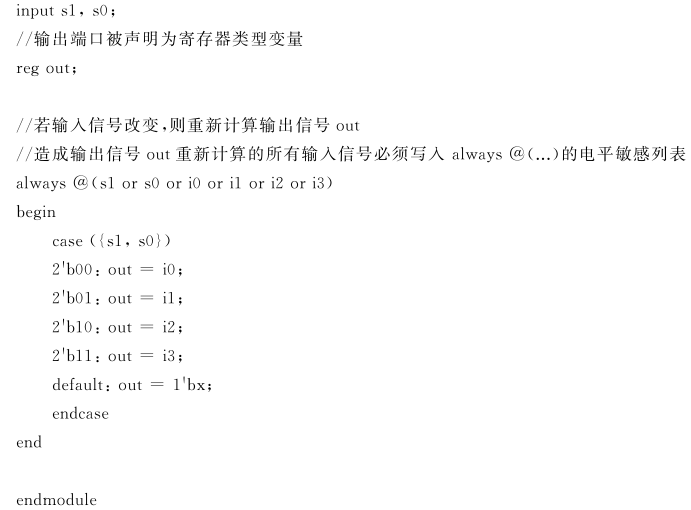 input s1, s0;
//输出端口被声明为寄存器类型变量
reg out;
//若输入信号改变,则重新计算输出信号 out
//造成输出信号 out 重新计算的所有输入信号必须写入 always @(...)的电平敏感列表
always @(s1 or s0 or i0 or i1 or i2 or i3)
begin
case ({s1, s0})
2'b00: out = i0;
2'b01: out = i1;
2'b10: out = i2;
2'b11: out = i3;
default: out = 1'bx;
endcase
end
endmodule